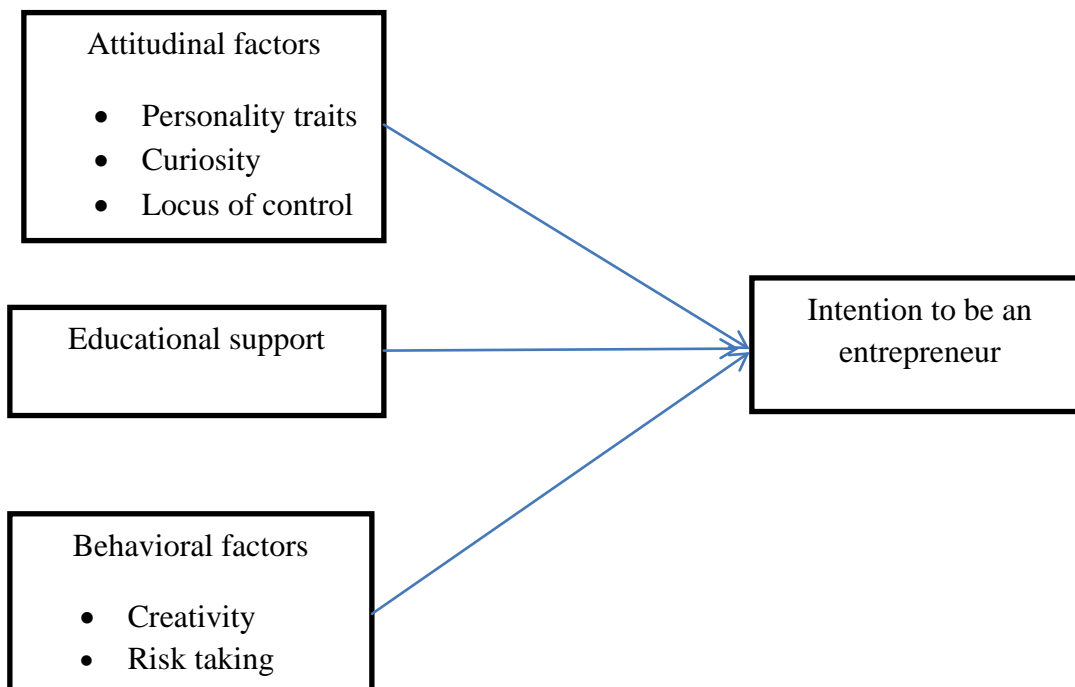 Attitudinal factors
• Personality traits
• Curiosity
• Locus of control
Educational support
Intention to be an
entrepreneur
Behavioral factors
• Creativity
• Risk taking